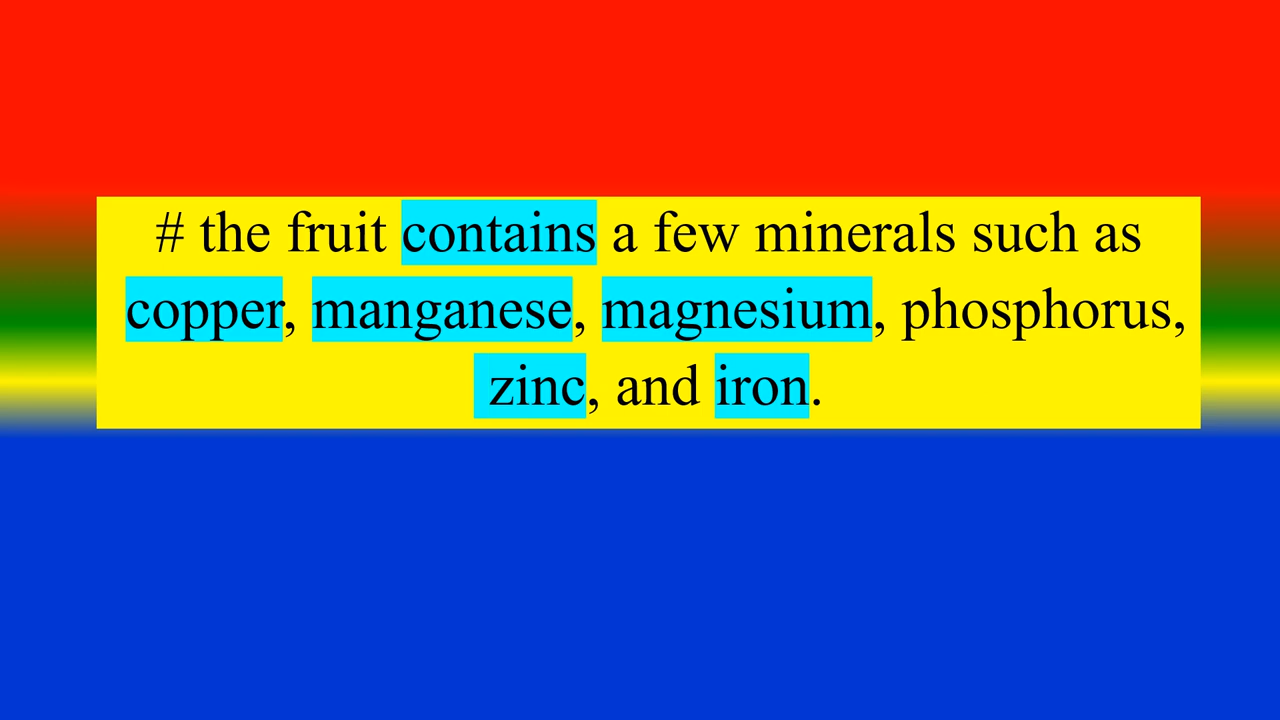 # the fruit contains a few minerals such as
copper, manganese, magnesium, phosphorus,
zinc, and iron.